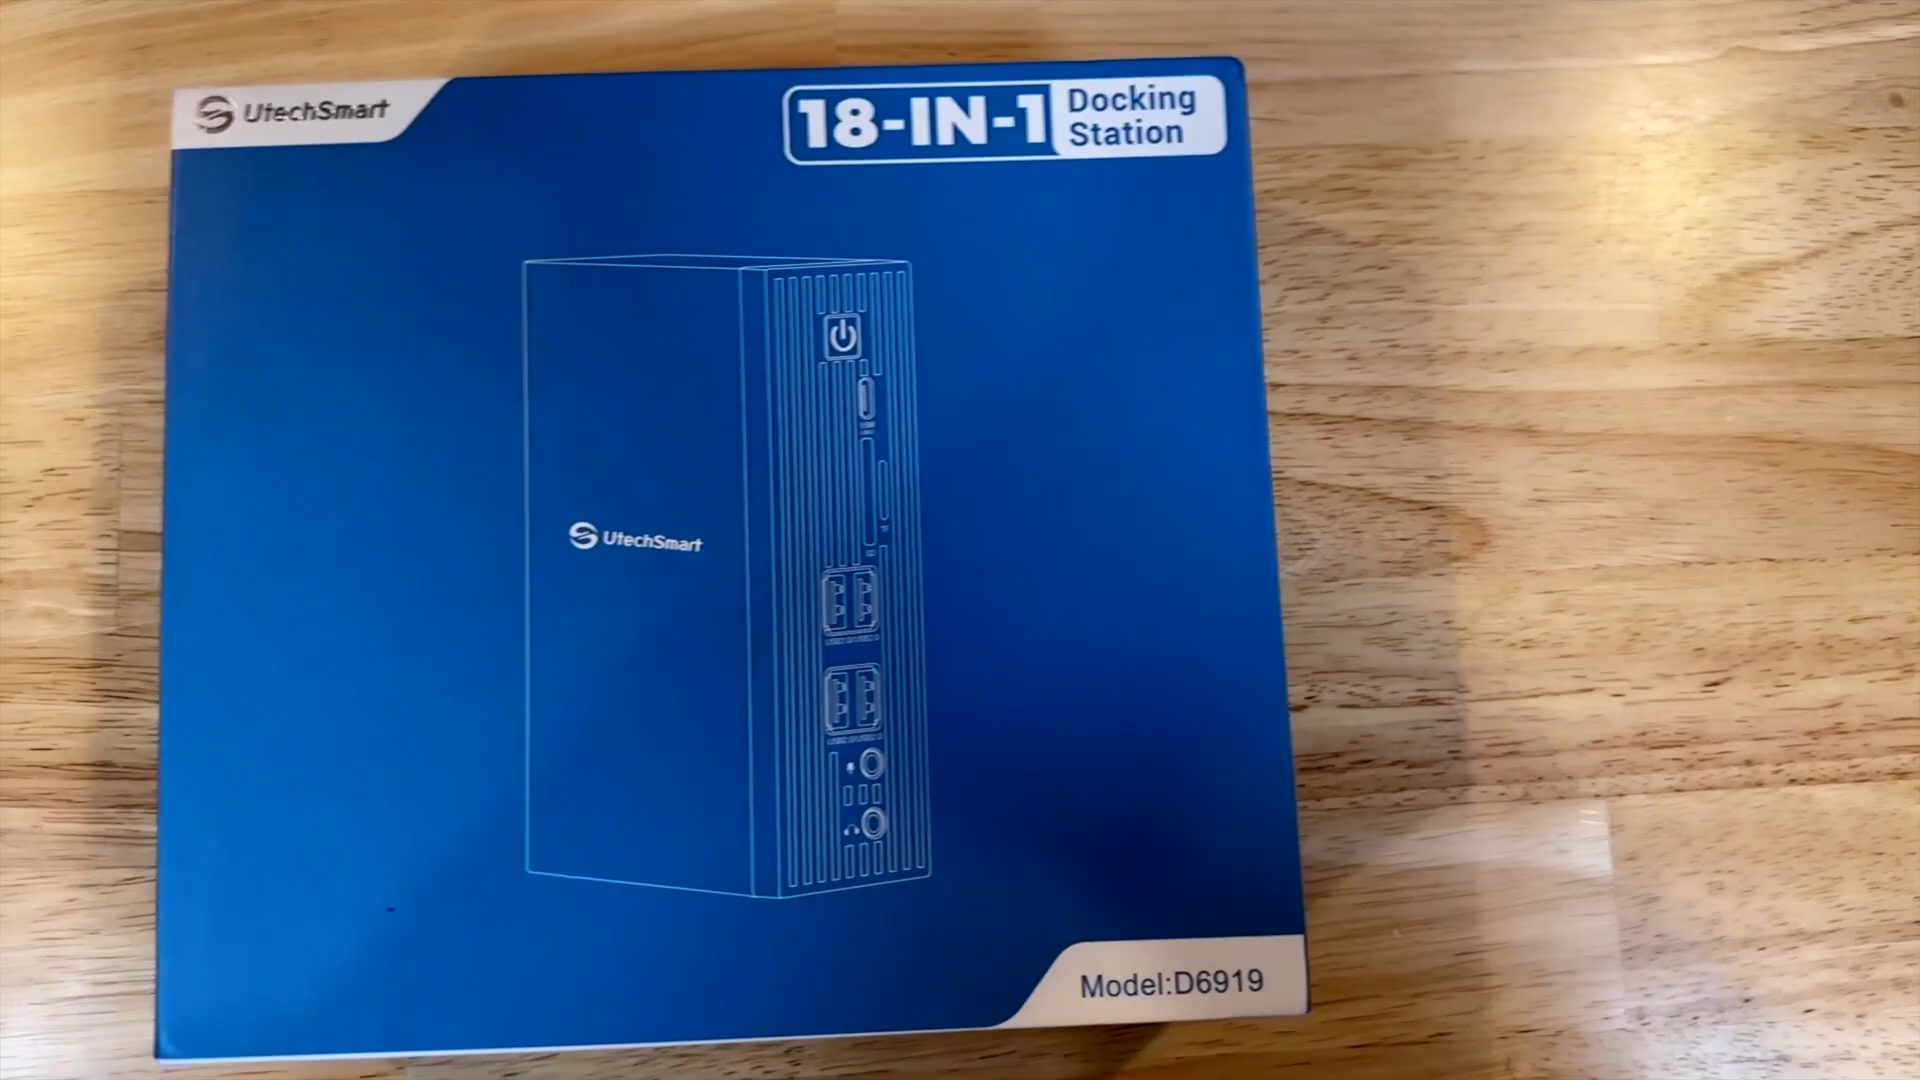 UtechSmart
18-IN-1
Docking
Station
UtechSmart
Model:D6919